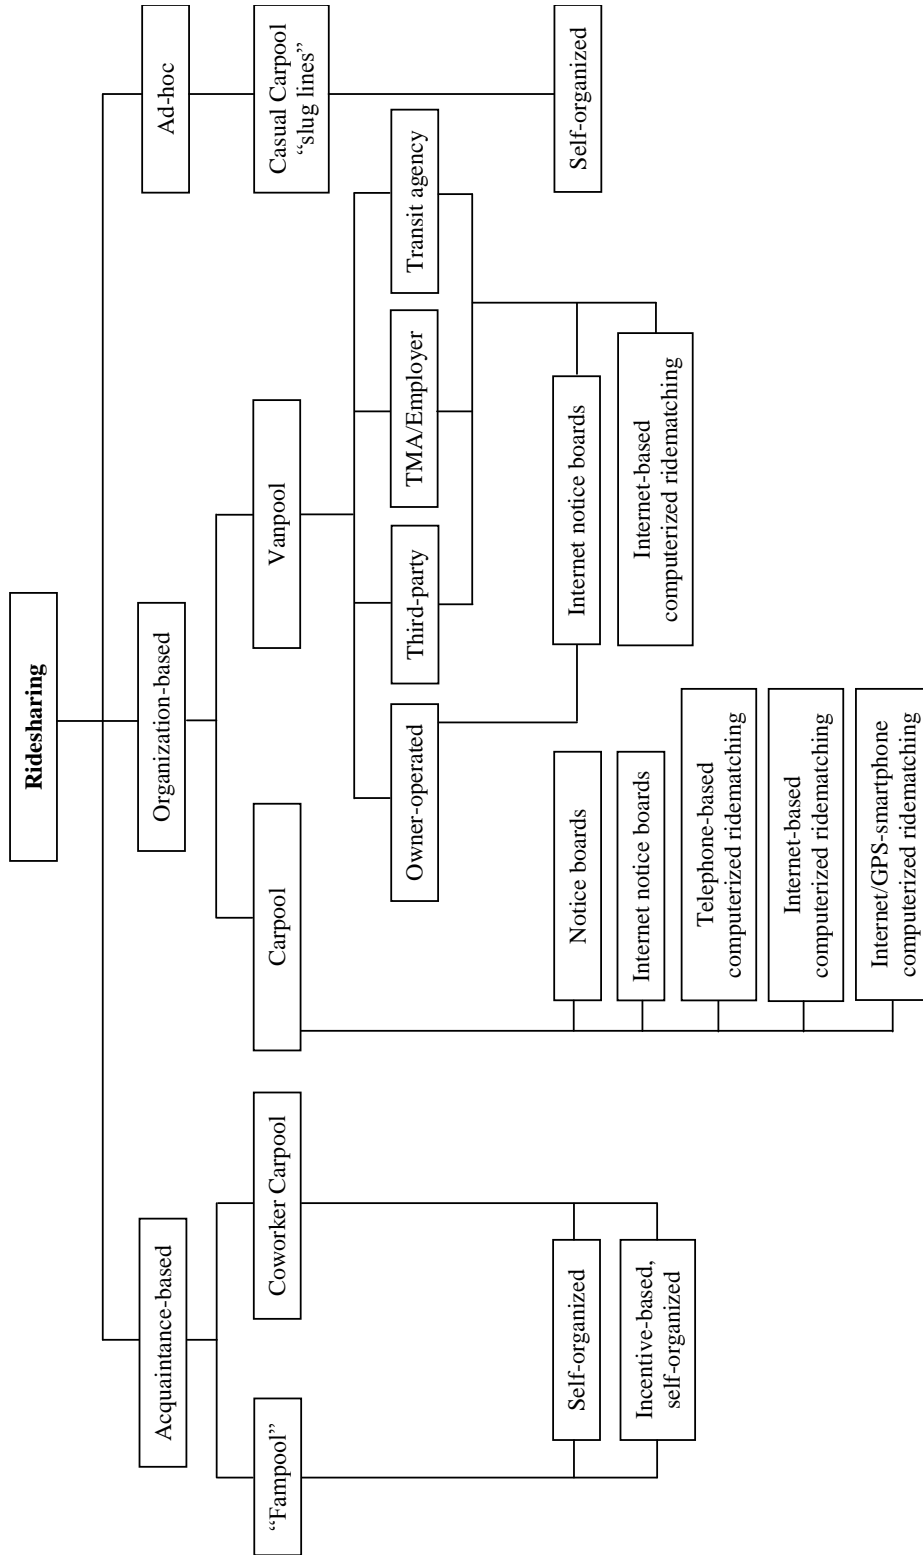 Ridesharing
Acquaintance-based
Organization-based
Ad-hoc
“Fampool”
Coworker Carpool
Carpool
Vanpool
Casual Carpool
“slug lines”
Owner-operated
Third-party
TMA/Employer
Transit agency
Self-organized
Incentive-based,
self-organized
Notice boards
Internet notice boards
Telephone-based
computerized ridematching
Internet-based
computerized ridematching
Internet/GPS-smartphone
computerized ridematching
Internet notice boards
Internet-based
computerized ridematching
Self-organized